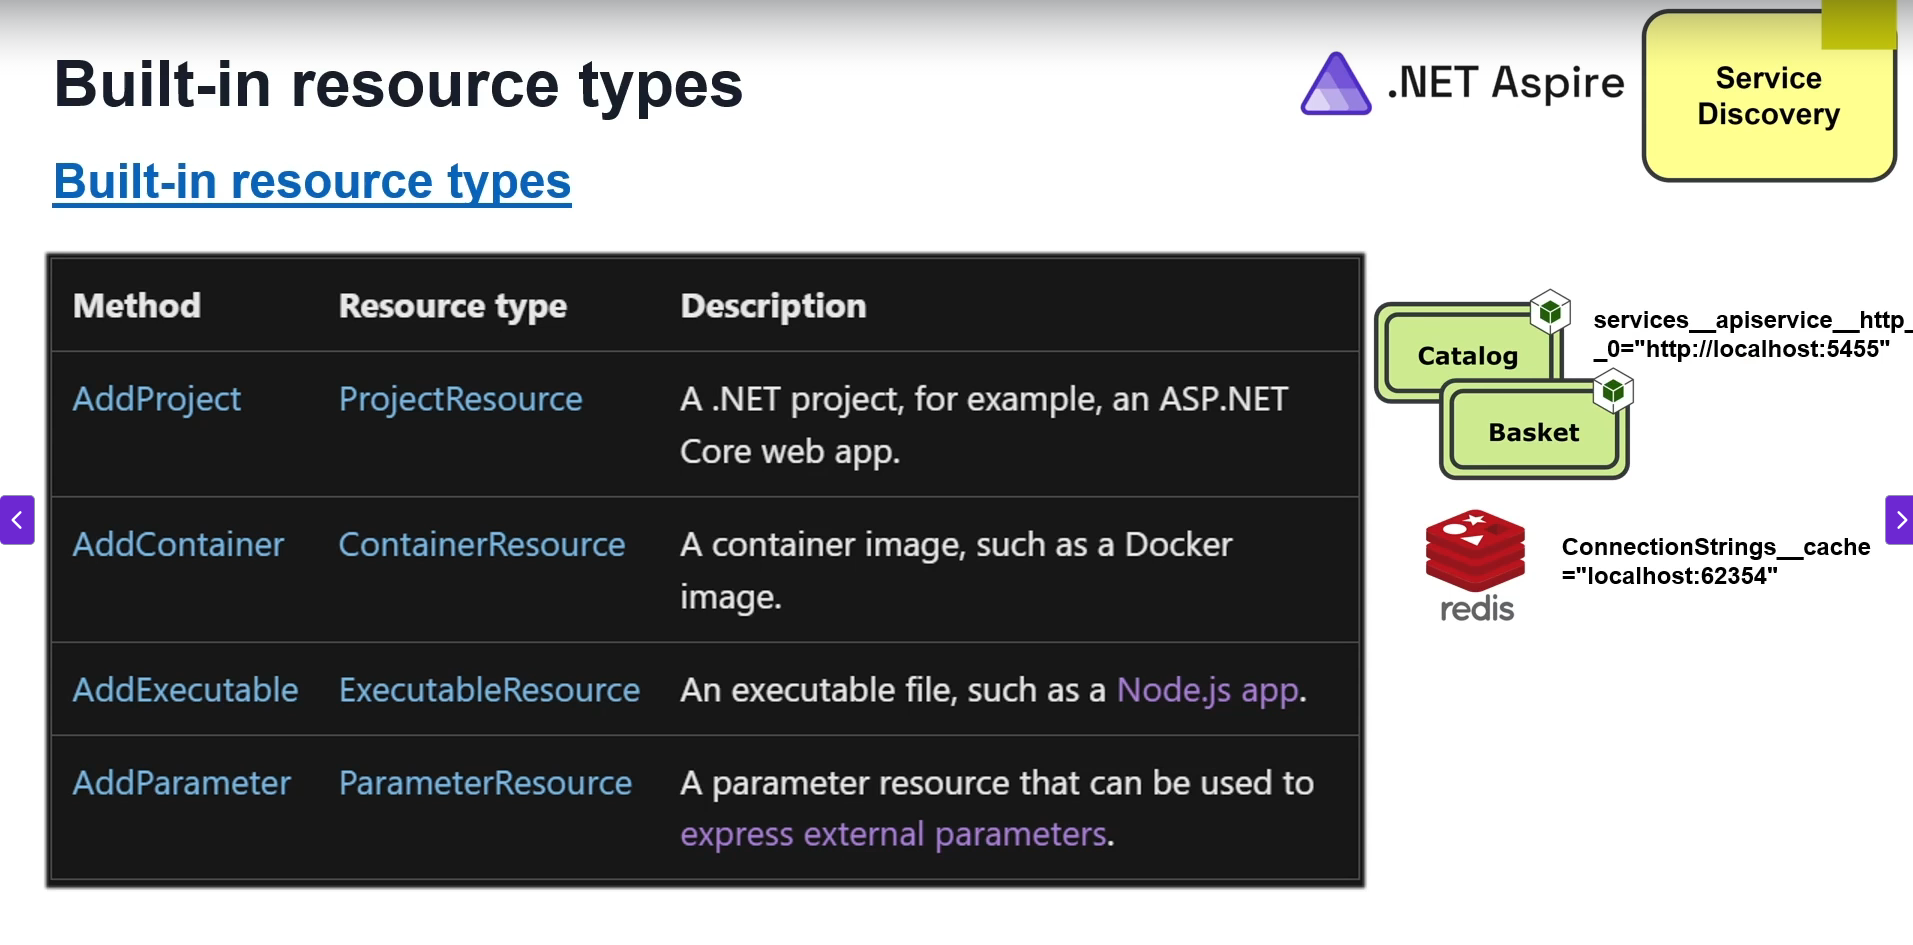 Built-in resource types
.NET Aspire
Service
Discovery
Built-in resource types
Method Resource type Description
AddProject ProjectResource A .NET project, for example, an ASP.NET
Core web app.
AddContainer ContainerResource A container image, such as a Docker
image.
AddExecutable ExecutableResource An executable file, such as a Node.js app.
AddParameter ParameterResource A parameter resource that can be used to
express external parameters.
Catalog
Basket
services__apiservice__http_
_0="http://localhost:5455"
redis
ConnectionStrings__cache
="localhost:62354"